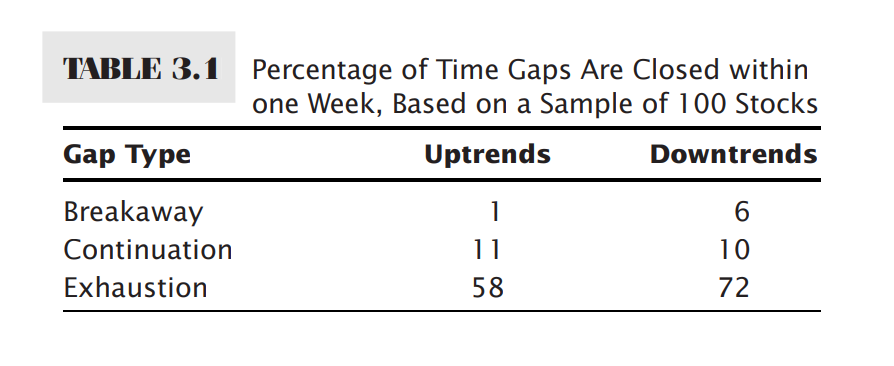 TABLE 3.1
Percentage of Time Gaps Are Closed within
one Week, Based on a Sample of 100 Stocks
Gap Type Uptrends Downtrends
Breakaway 1 6
Continuation 11 10
Exhaustion 58 72